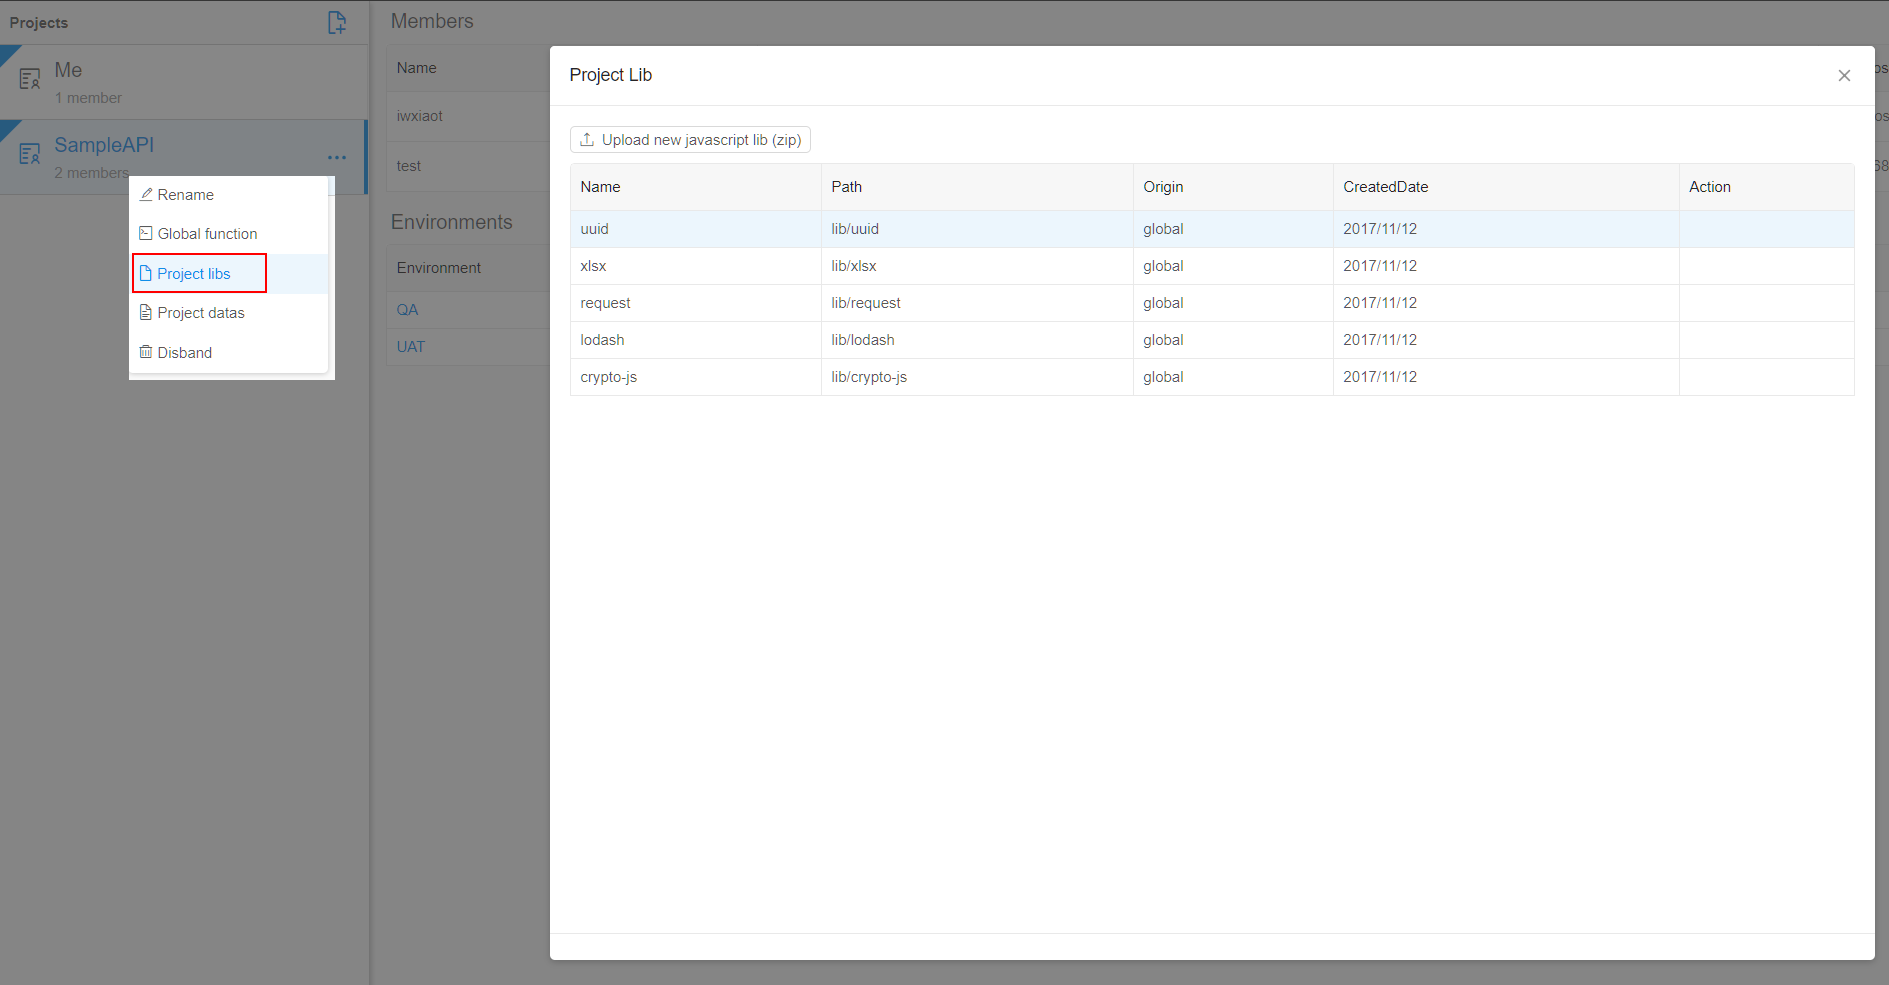 Projects
Me
1 member
SampleAPI
2 members
Rename
Global function
Project libs
Project datas
Disband
Members
Name
iwxiaot
test
Environments
Environment
QA
UAT
Project Lib
Upload new javascript lib (zip)
Name Path Origin CreatedDate Action
uuid lib/uuid global 2017/11/12
xlsx lib/xlsx global 2017/11/12
request lib/request global 2017/11/12
lodash lib/lodash global 2017/11/12
crypto-js lib/crypto-js global 2017/11/12